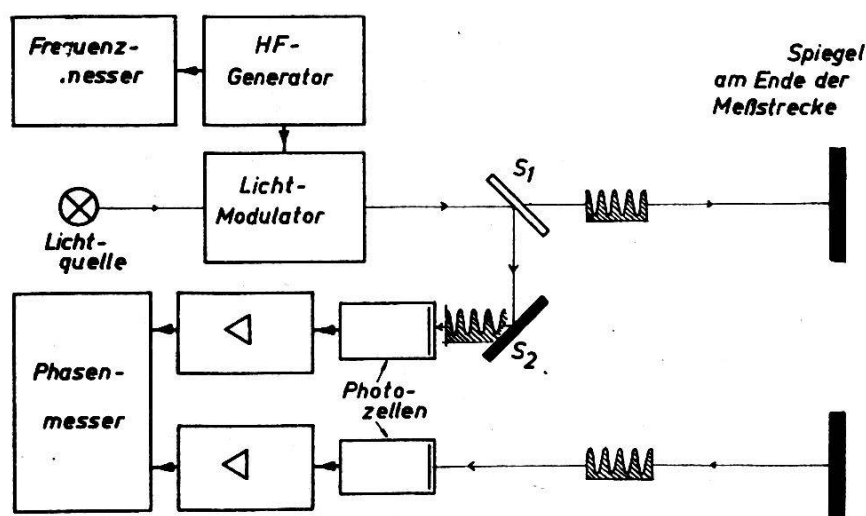 Frequenz-
messer
HF-
Generator
Spiegel
am Ende der
Meßstrecke
Licht-
Modulator
S1
Licht-
quelle
S2
Phasen-
messer
Photo-
zellen